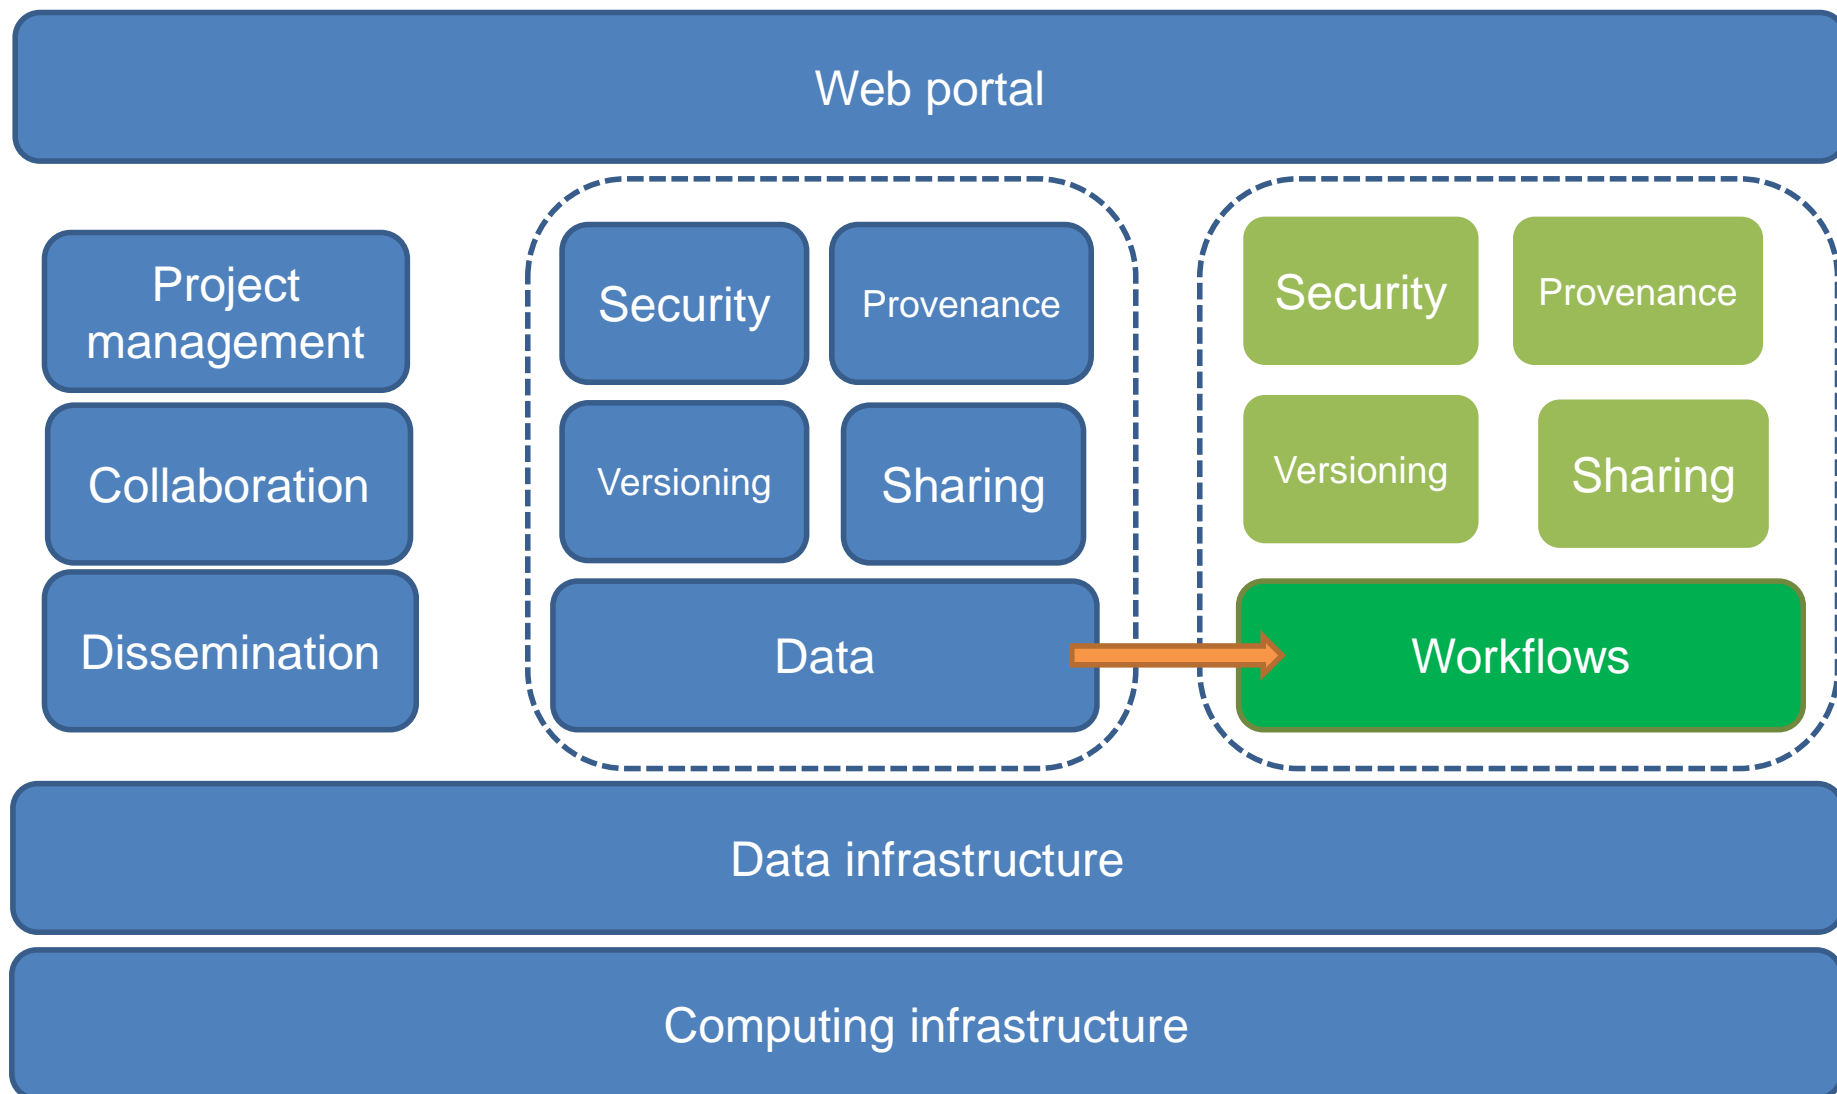 Web portal
Project
management
Collaboration
Dissemination
Security
Provenance
Versioning
Sharing
Data
Security
Provenance
Versioning
Sharing
Workflows
Data infrastructure
Computing infrastructure